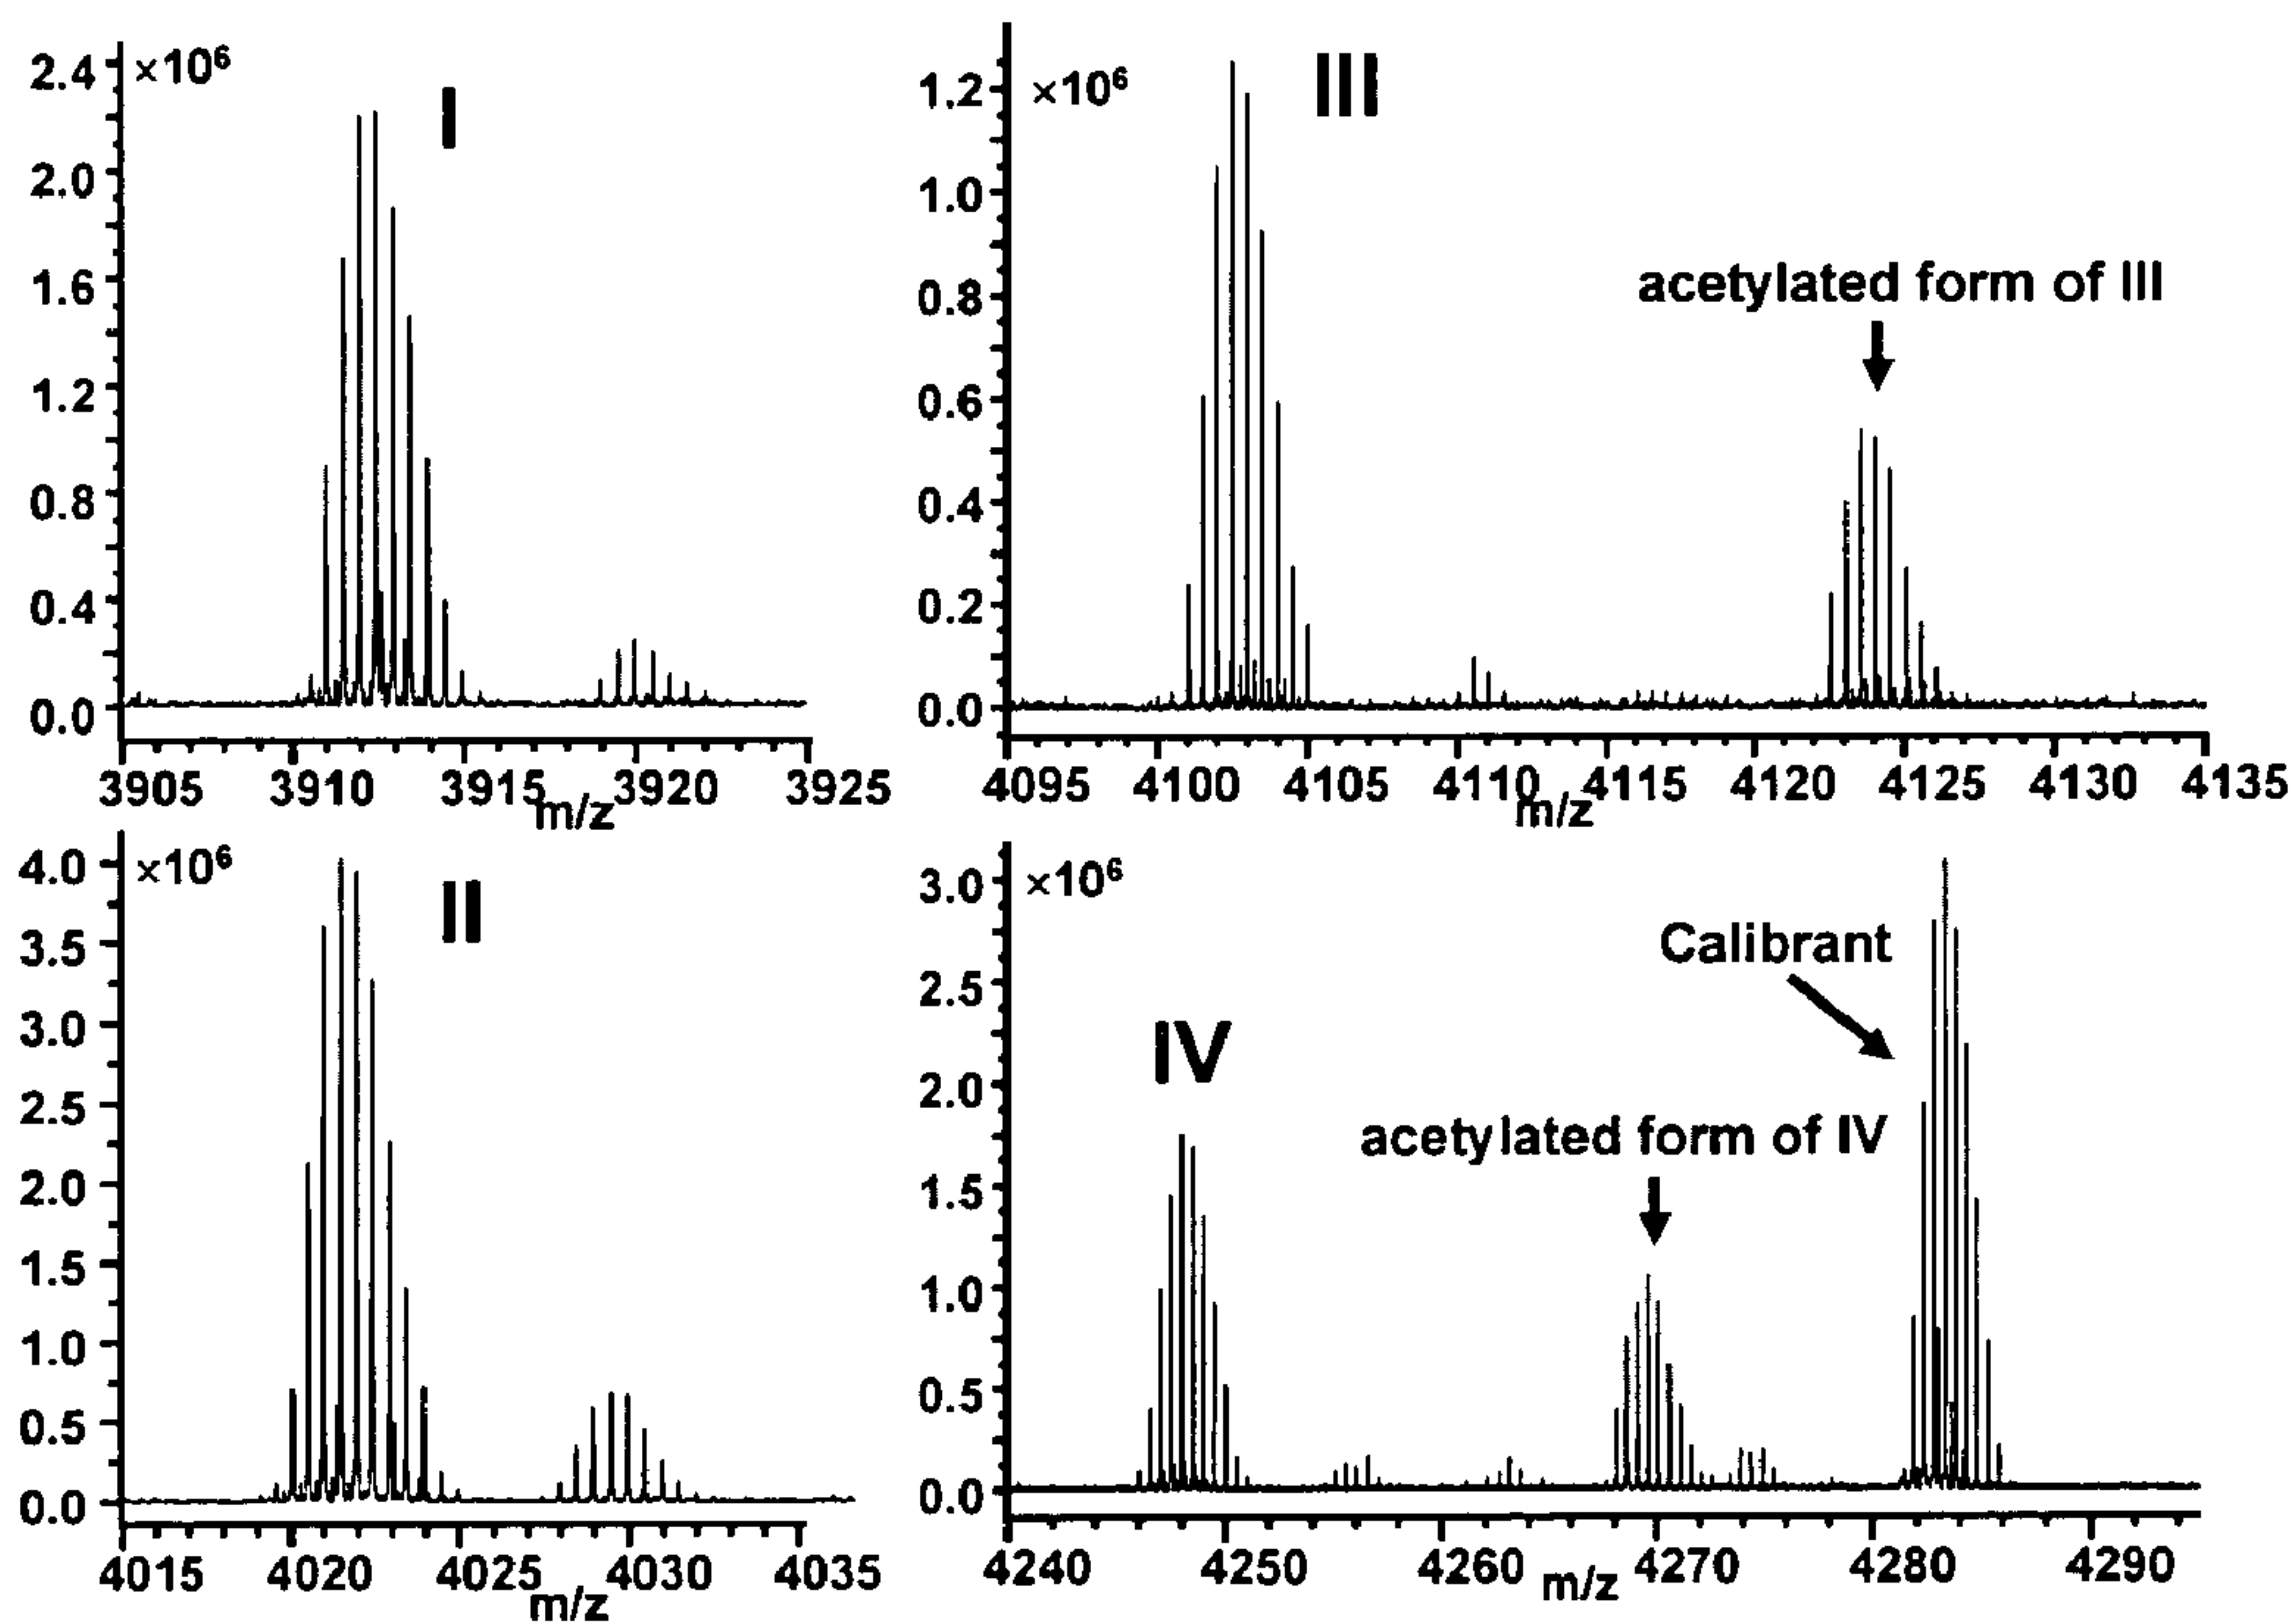 ×10⁶
I
2.4
2.0
1.6
1.2
0.8
0.4
0.0
3905 3910 3915 3920 3925
m/z
×10⁶
III
acetylated form of III
1.2
1.0
0.8
0.6
0.4
0.2
0.0
4095 4100 4105 4110 4115 4120 4125 4130 4135
m/z
×10⁶
II
4.0
3.5
3.0
2.5
2.0
1.5
1.0
0.5
0.0
4015 4020 4025 4030 4035
m/z
×10⁶
Calibrant
IV
acetylated form of IV
3.0
2.5
2.0
1.5
1.0
0.5
0.0
4240 4250 4260 4270 4280 4290
m/z